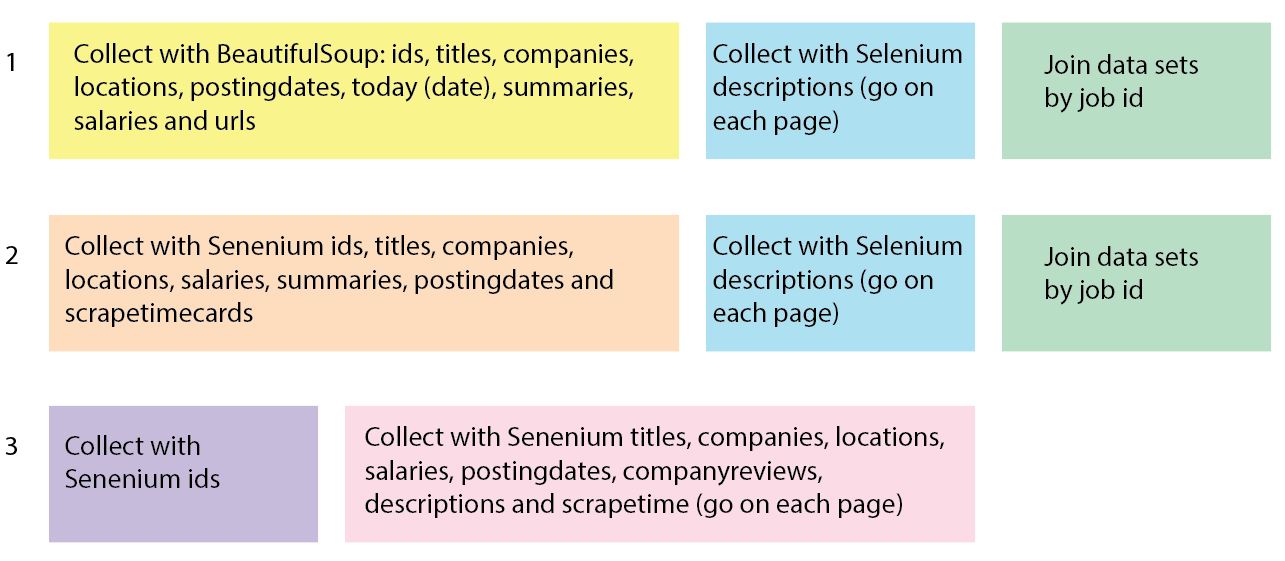 1
Collect with BeautifulSoup: ids, titles, companies,
locations, postingdates, today (date), summaries,
salaries and urls
Collect with Selenium
descriptions (go on
each page)
Join data sets
by job id
2
Collect with Senenium ids, titles, companies,
locations, salaries, summaries, postingdates and
scrapetimecards
Collect with Selenium
descriptions (go on
each page)
Join data sets
by job id
3
Collect with
Senenium ids
Collect with Senenium titles, companies, locations,
salaries, postingdates, companyreviews,
descriptions and scrapetime (go on each page)